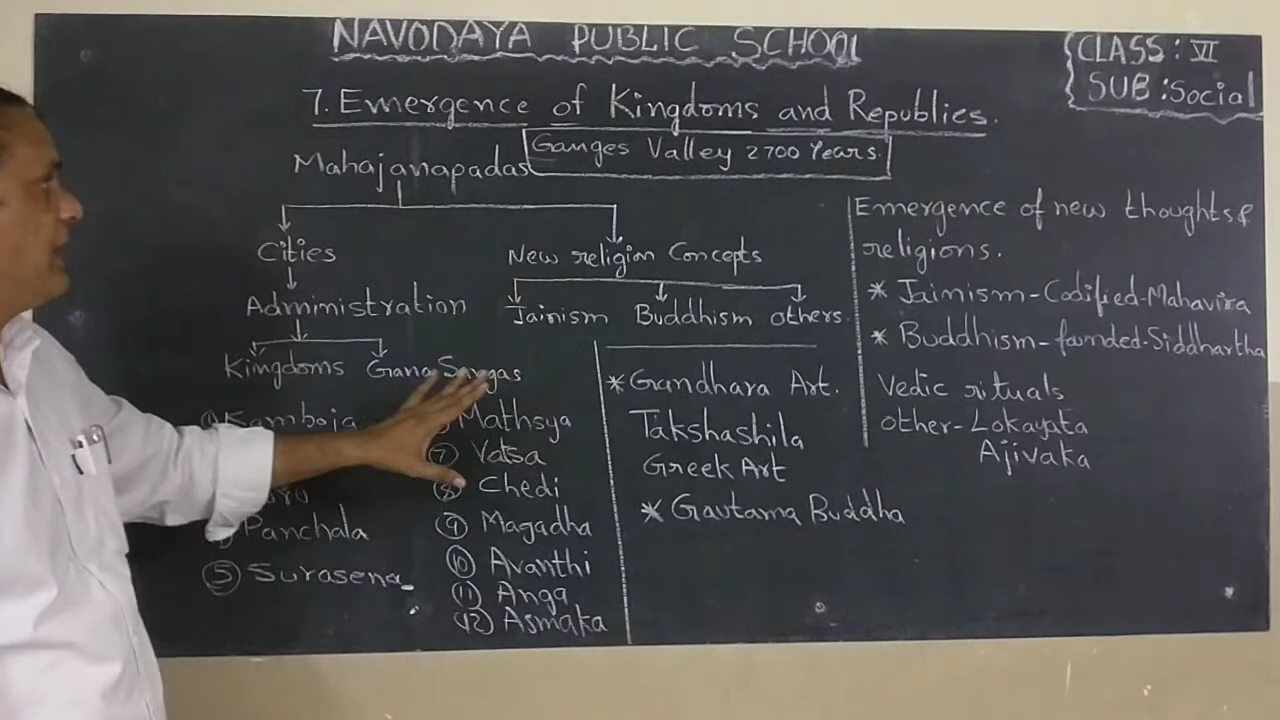 NAVODAYA PUBLIC SCHOOL
CLASS: VI
SUB: Social
7. Emergence of Kingdoms and Republics.
Ganges Valley 2700 Years.
Mahajanapadas
Cities
New religion Concepts
Administration
Jainism Buddhism others.
Kingdoms Gana
① Kamboja
Panchala
⑤ Surasena
Mathsya
⑦ Vatsa
⑧ Chedi
⑨ Magadha
⑩ Avanthi
⑪ Anga
⑫ Asmaka
* Gandhara Art.
Takshashila
Greek Art
* Gautama Buddha
Emergence of new thoughts &
religions.
* Jainism-Codified-Mahavira
* Buddhism-founded-Siddhartha
Vedic rituals
other-Lokayata
Ajivaka